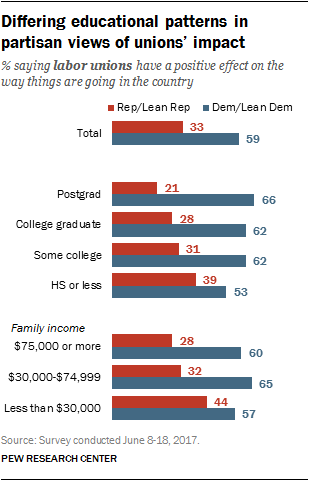 Differing educational patterns in
partisan views of unions' impact
% saying labor unions have a positive effect on the
way things are going in the country
Rep/Lean Rep Dem/Lean Dem
Total 33
59
Postgrad 21
66
College graduate 28
62
Some college 31
62
HS or less 39
53
Family income
$75,000 or more 28
60
$30,000-$74,999 32
65
Less than $30,000 44
57
Source: Survey conducted June 8-18, 2017.
PEW RESEARCH CENTER